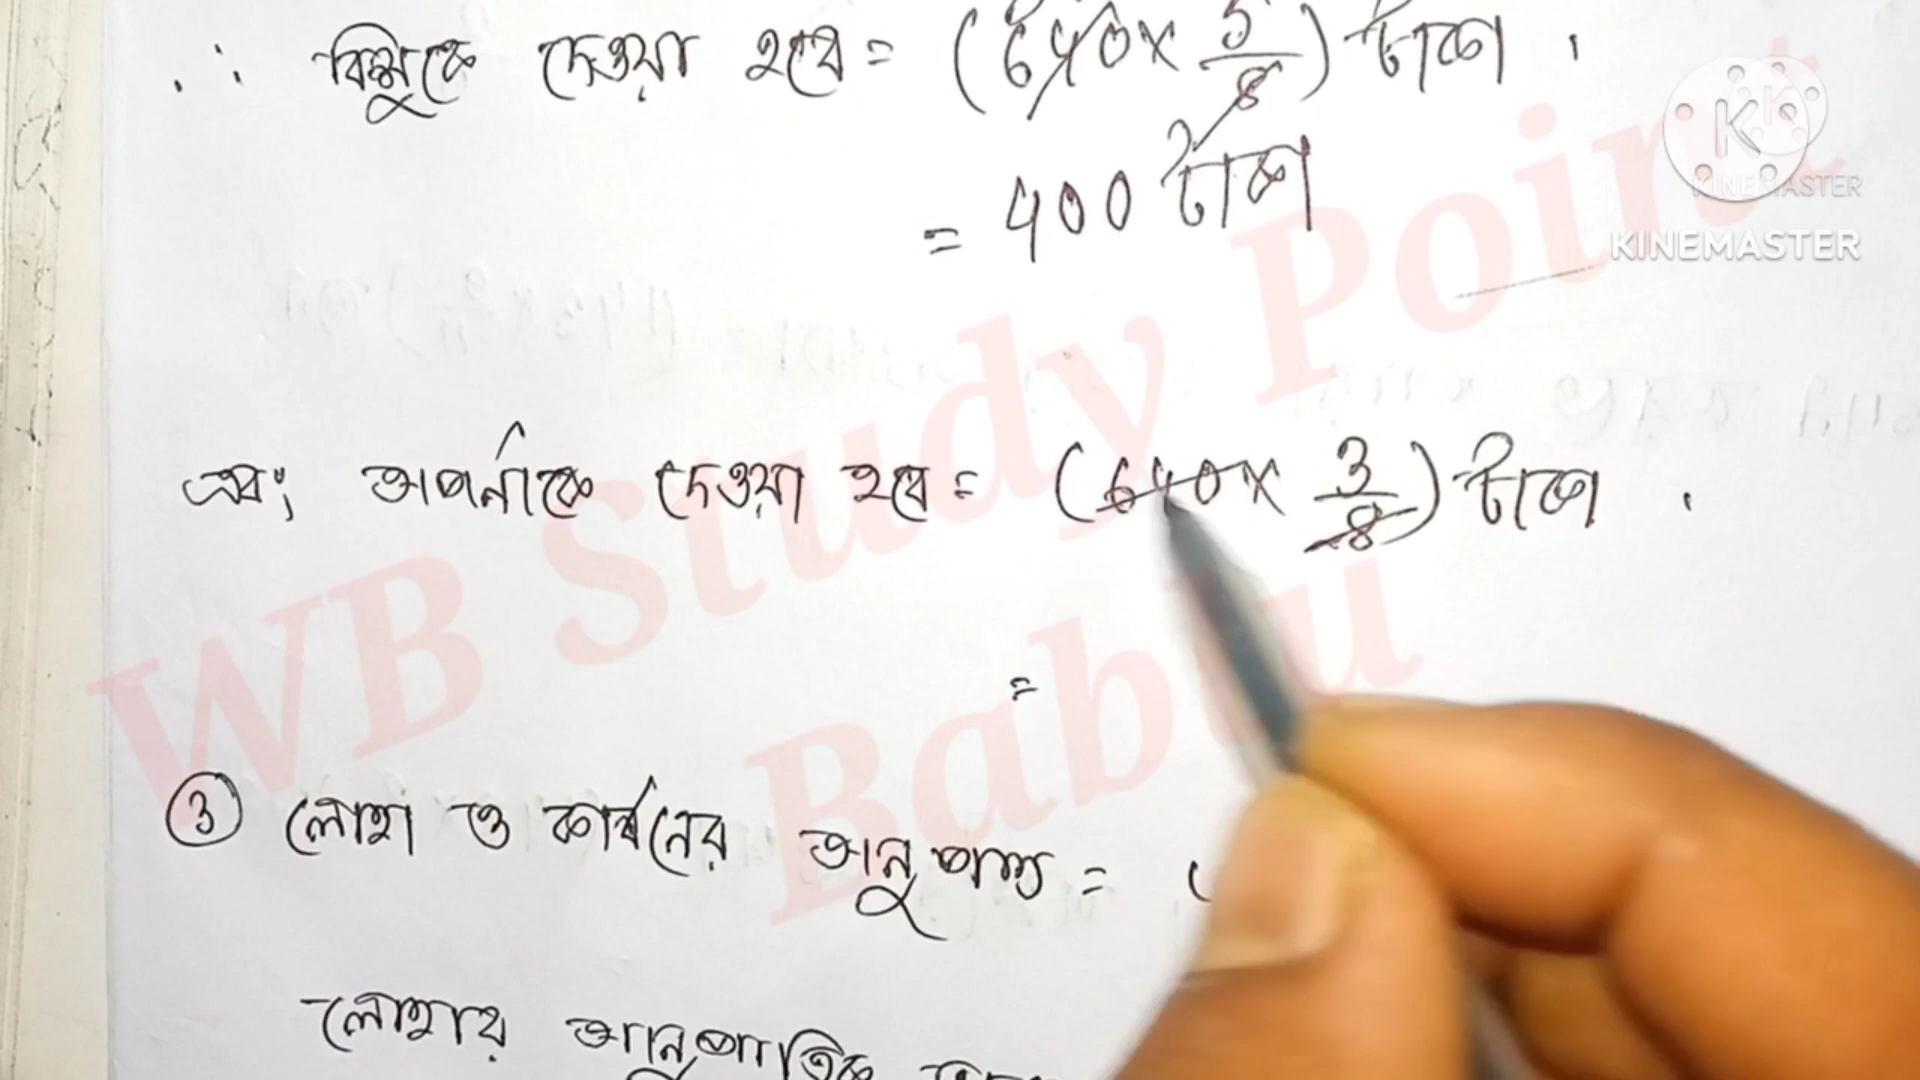 ∴ বিল্লুকে দেওয়া হবে = (640 × 5/8) টাকা ।
= 400 টাকা
KINEMASTER
KINEMASTER
এবং অপর্নাকে দেওয়া হবে = (640 × 3/8) টাকা .
=
③ লোহা ও কার্বনের অনুপাত =
লোহার আনুপাতিক
WB Study Point
Babu